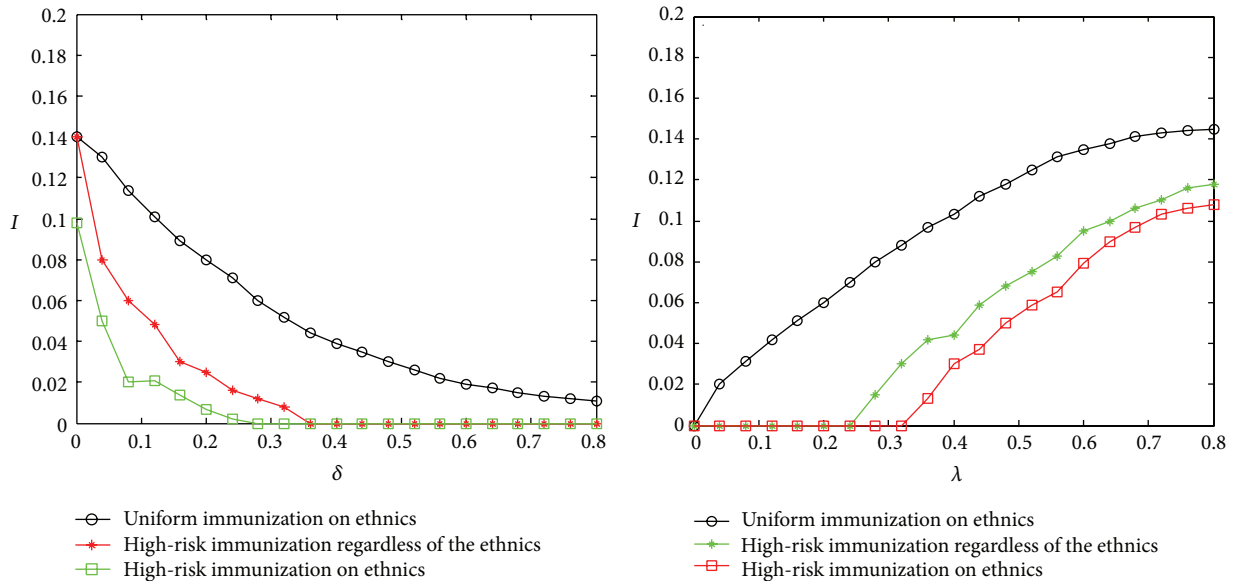 0.2
0.18
0.16
0.14
0.12
I
0.1
0.08
0.06
0.04
0.02
0
0 0.1 0.2 0.3 0.4 0.5 0.6 0.7 0.8
δ
Uniform immunization on ethnics
High-risk immunization regardless of the ethnics
High-risk immunization on ethnics
0.2
0.18
0.16
0.14
0.12
I
0.1
0.08
0.06
0.04
0.02
0
0 0.1 0.2 0.3 0.4 0.5 0.6 0.7 0.8
λ
Uniform immunization on ethnics
High-risk immunization regardless of the ethnics
High-risk immunization on ethnics